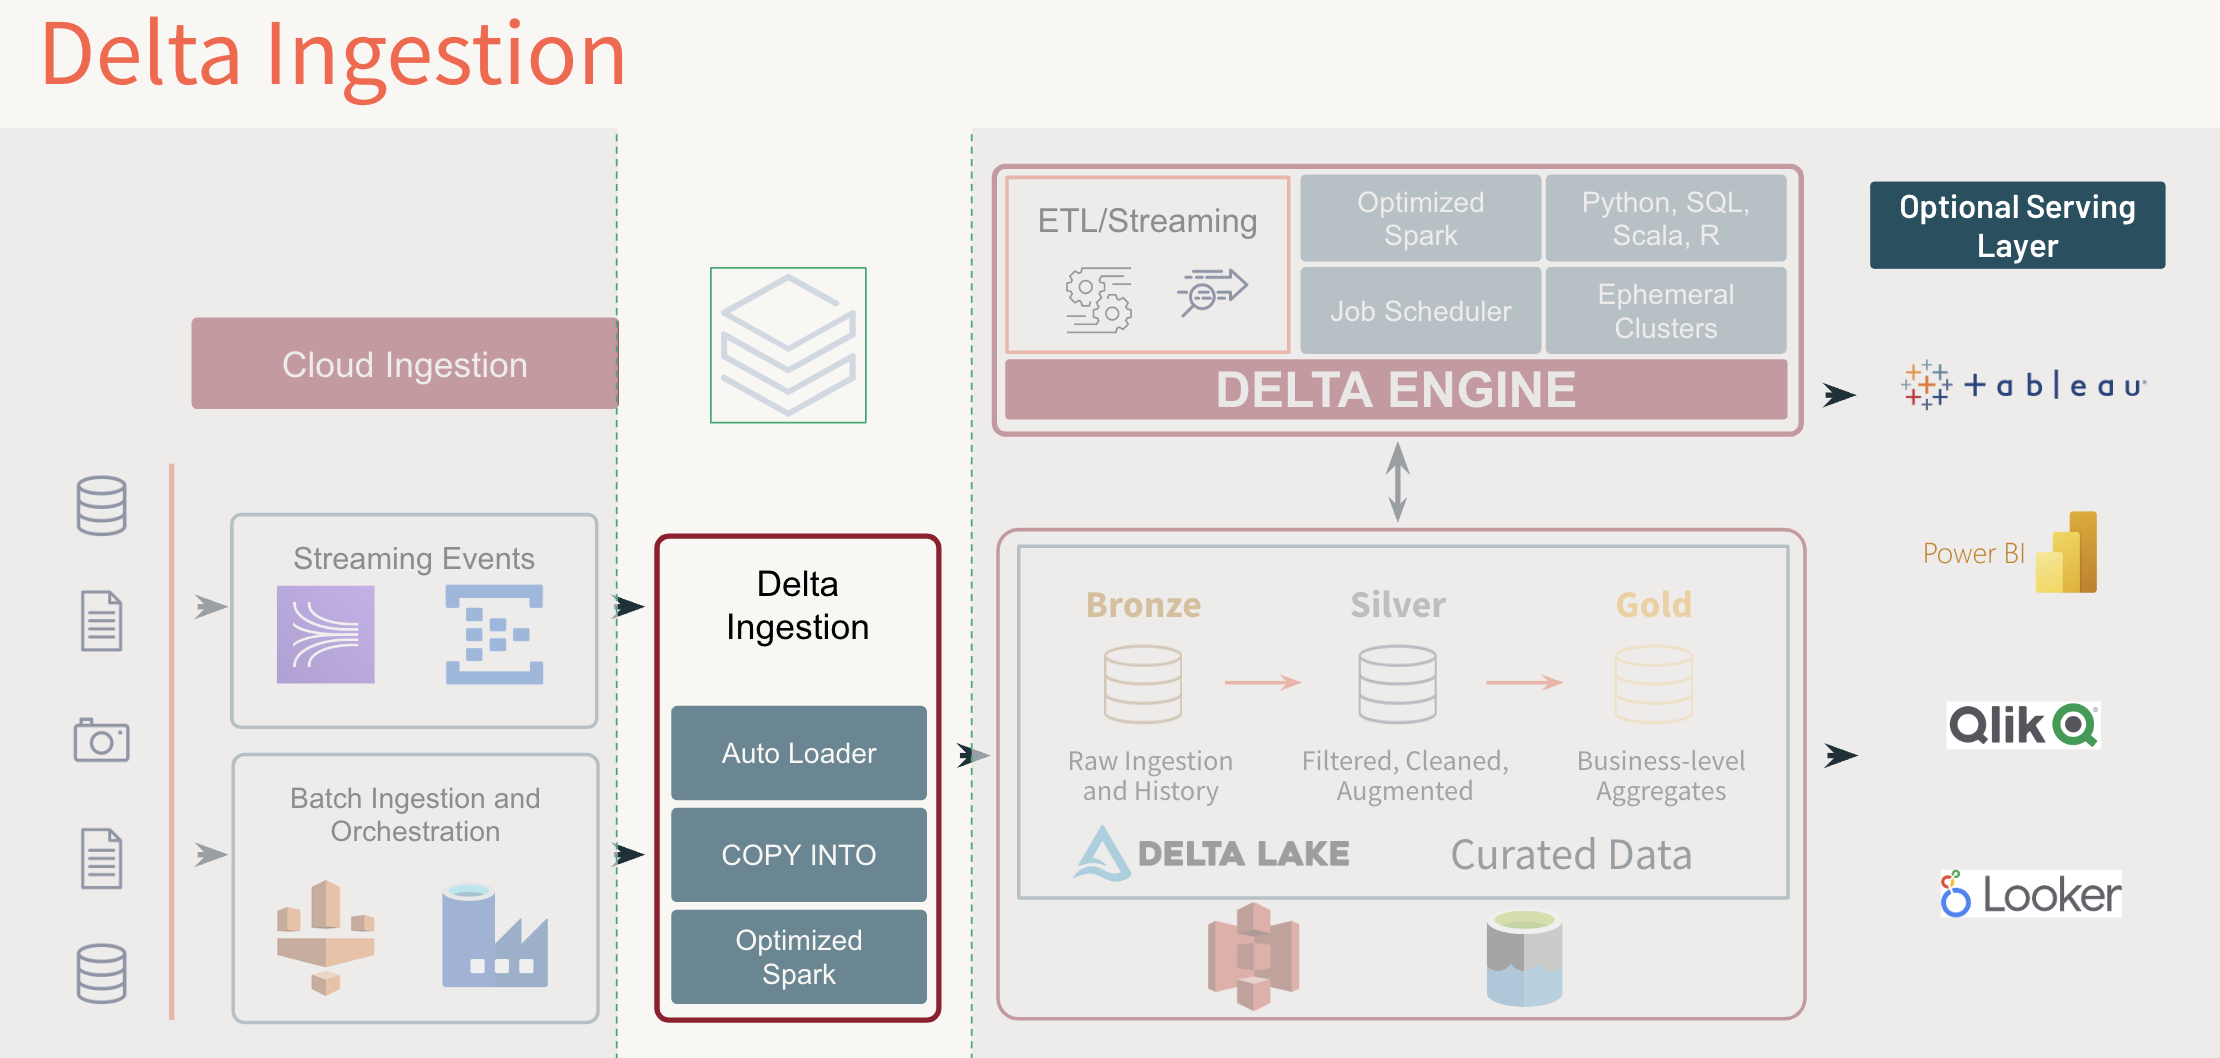 Delta Ingestion
Cloud Ingestion
Streaming Events
Batch Ingestion and
Orchestration
Delta
Ingestion
Auto Loader
COPY INTO
Optimized
Spark
ETL/Streaming
Optimized
Spark
Python, SQL,
Scala, R
Job Scheduler
Ephemeral
Clusters
DELTA ENGINE
Bronze
Silver
Gold
Raw Ingestion
and History
Filtered, Cleaned,
Augmented
Business-level
Aggregates
DELTA LAKE
Curated Data
Optional Serving
Layer
+ableau
Power BI
Qlik
Looker